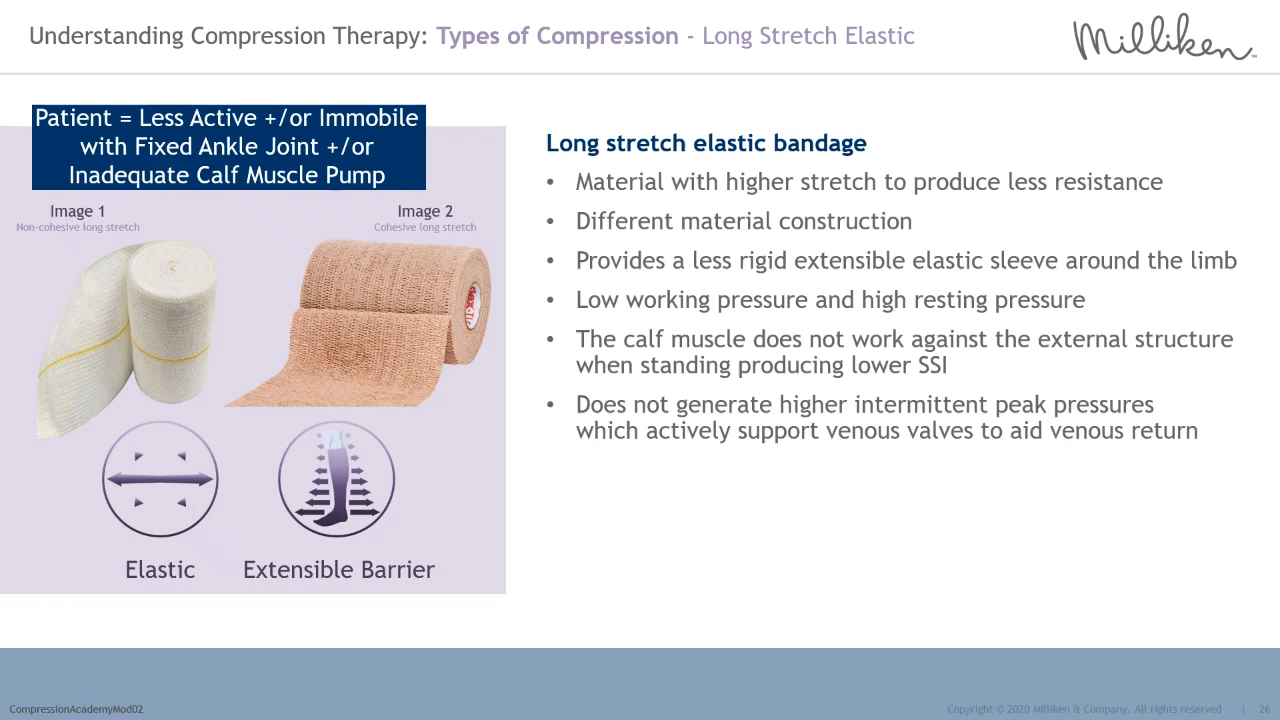 Understanding Compression Therapy: Types of Compression - Long Stretch Elastic
Milliken™
Patient = Less Active +/or Immobile
with Fixed Ankle Joint +/or
Inadequate Calf Muscle Pump
Image 1
Non-cohesive long stretch
Image 2
Cohesive long stretch
Elastic
Extensible Barrier
Long stretch elastic bandage
• Material with higher stretch to produce less resistance
• Different material construction
• Provides a less rigid extensible elastic sleeve around the limb
• Low working pressure and high resting pressure
• The calf muscle does not work against the external structure
when standing producing lower SSI
• Does not generate higher intermittent peak pressures
which actively support venous valves to aid venous return
CompressionAcademyMod02
Copyright © 2020 Milliken & Company. All rights reserved | 26